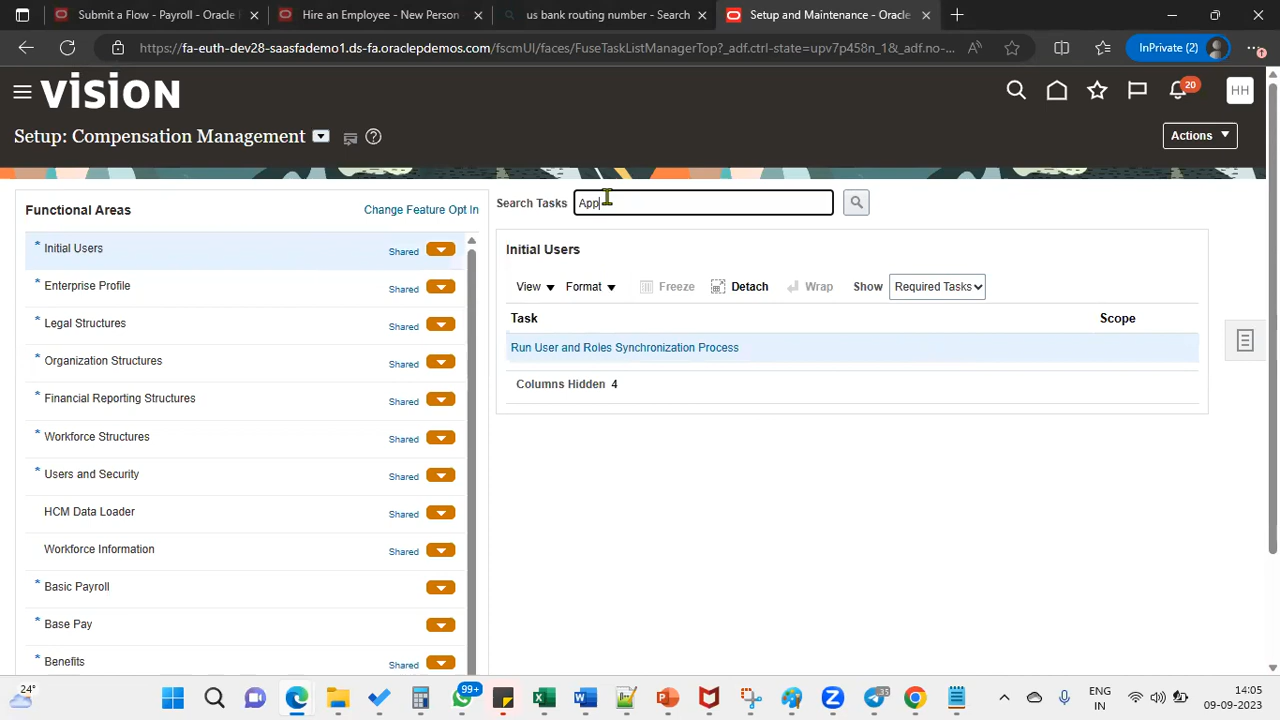 Submit a Flow - Payroll - Oracle F
Hire an Employee - New Person
us bank routing number - Search
Setup and Maintenance - Oracle
https://fa-euth-dev28-saasfademo1.ds-fa.oraclepdemos.com/fscmUI/faces/FuseTaskListManagerTop?_adf.ctrl-state=upv7p458n_1&_adf.no-...
InPrivate (2)
VISION
20
HH
Setup: Compensation Management
Actions
Functional Areas
Change Feature Opt In
Search Tasks
App
* Initial Users Shared
* Enterprise Profile Shared
* Legal Structures Shared
* Organization Structures Shared
* Financial Reporting Structures Shared
* Workforce Structures Shared
* Users and Security Shared
HCM Data Loader Shared
Workforce Information Shared
* Basic Payroll
* Base Pay
* Benefits Shared
Initial Users
View Format Freeze Detach Wrap Show Required Tasks
Task Scope
Run User and Roles Synchronization Process
Columns Hidden 4
24°
99+
35
ENG
IN
14:05
09-09-2023